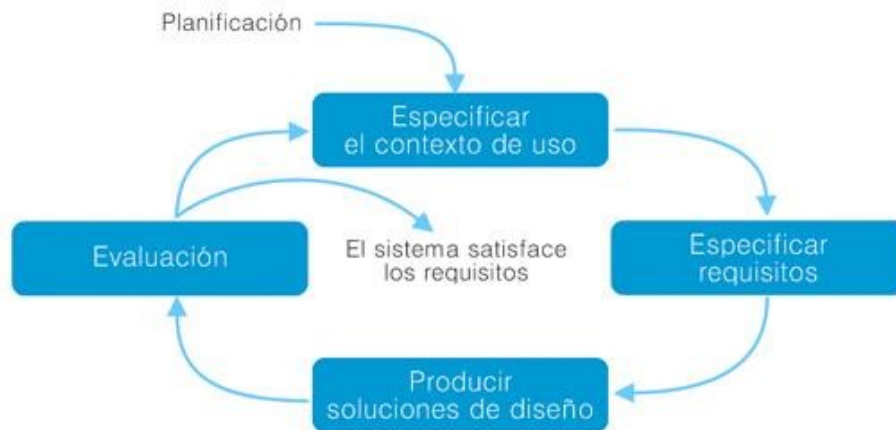 Planificación
Especificar
el contexto de uso
Evaluación
El sistema satisface
los requisitos
Especificar
requisitos
Producir
soluciones de diseño